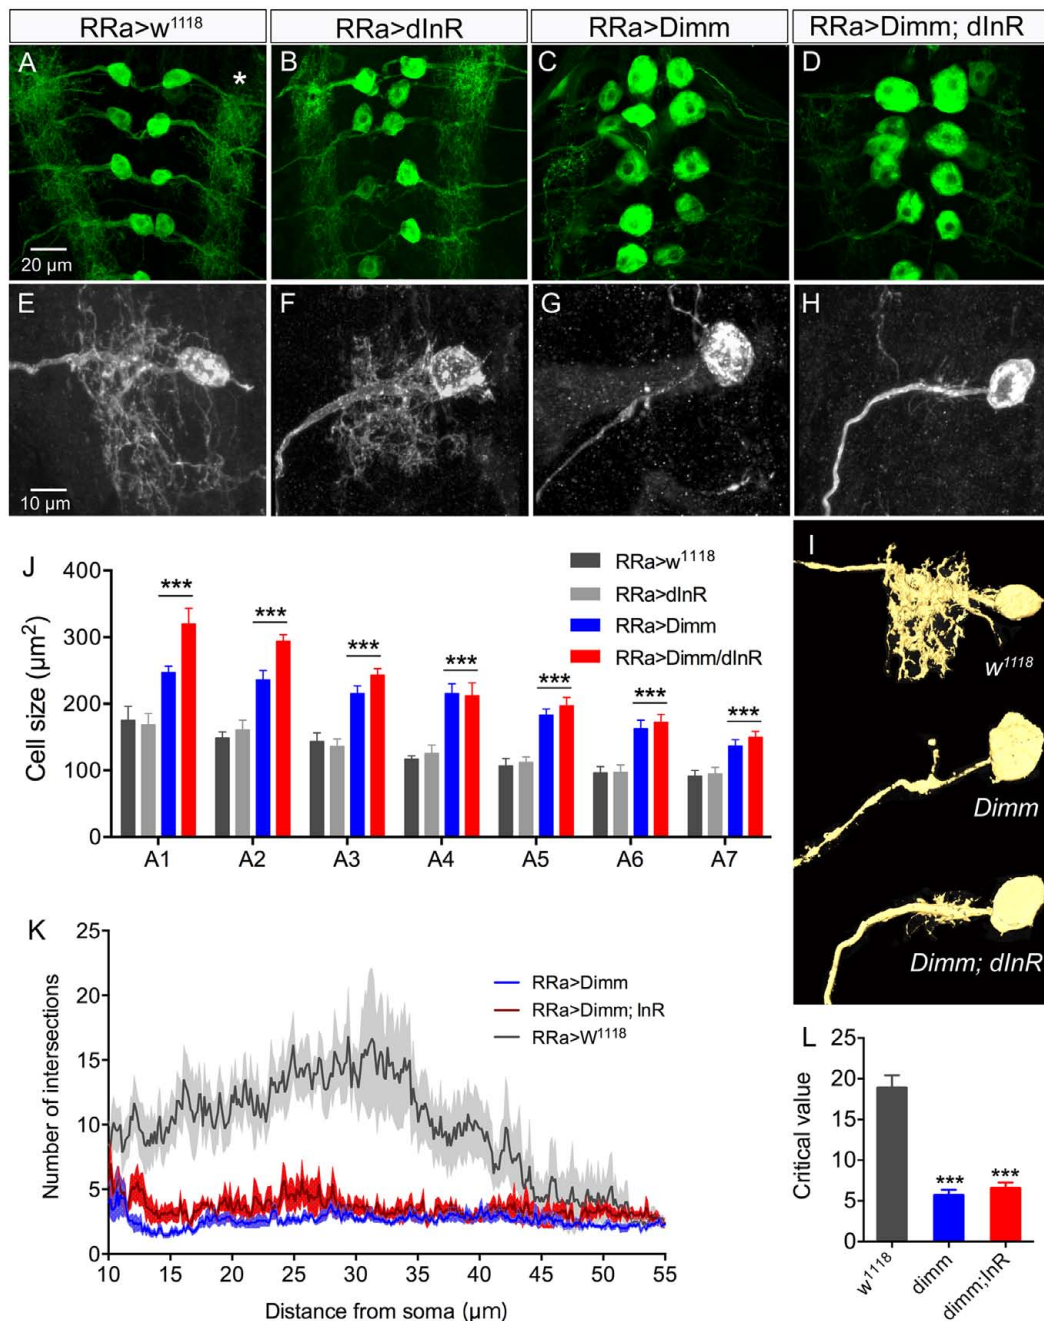 RRa>w1118 RRa>dInR RRa>Dimm RRa>Dimm; dInR
A * B C D
20 µm
E F G H
10 µm
I
w1118
Dimm
Dimm; dInR
J
Cell size (µm2)
400
300
200
100
0
*** *** *** *** *** *** ***
A1 A2 A3 A4 A5 A6 A7
RRa>w1118
RRa>dInR
RRa>Dimm
RRa>Dimm/dInR
K
Number of intersections
25
20
15
10
5
0
RRa>Dimm
RRa>Dimm; InR
RRa>W1118
10 15 20 25 30 35 40 45 50 55
Distance from soma (µm)
L
Critical value
25
20
15
10
5
0
*** ***
w1118 dimm dimm;InR